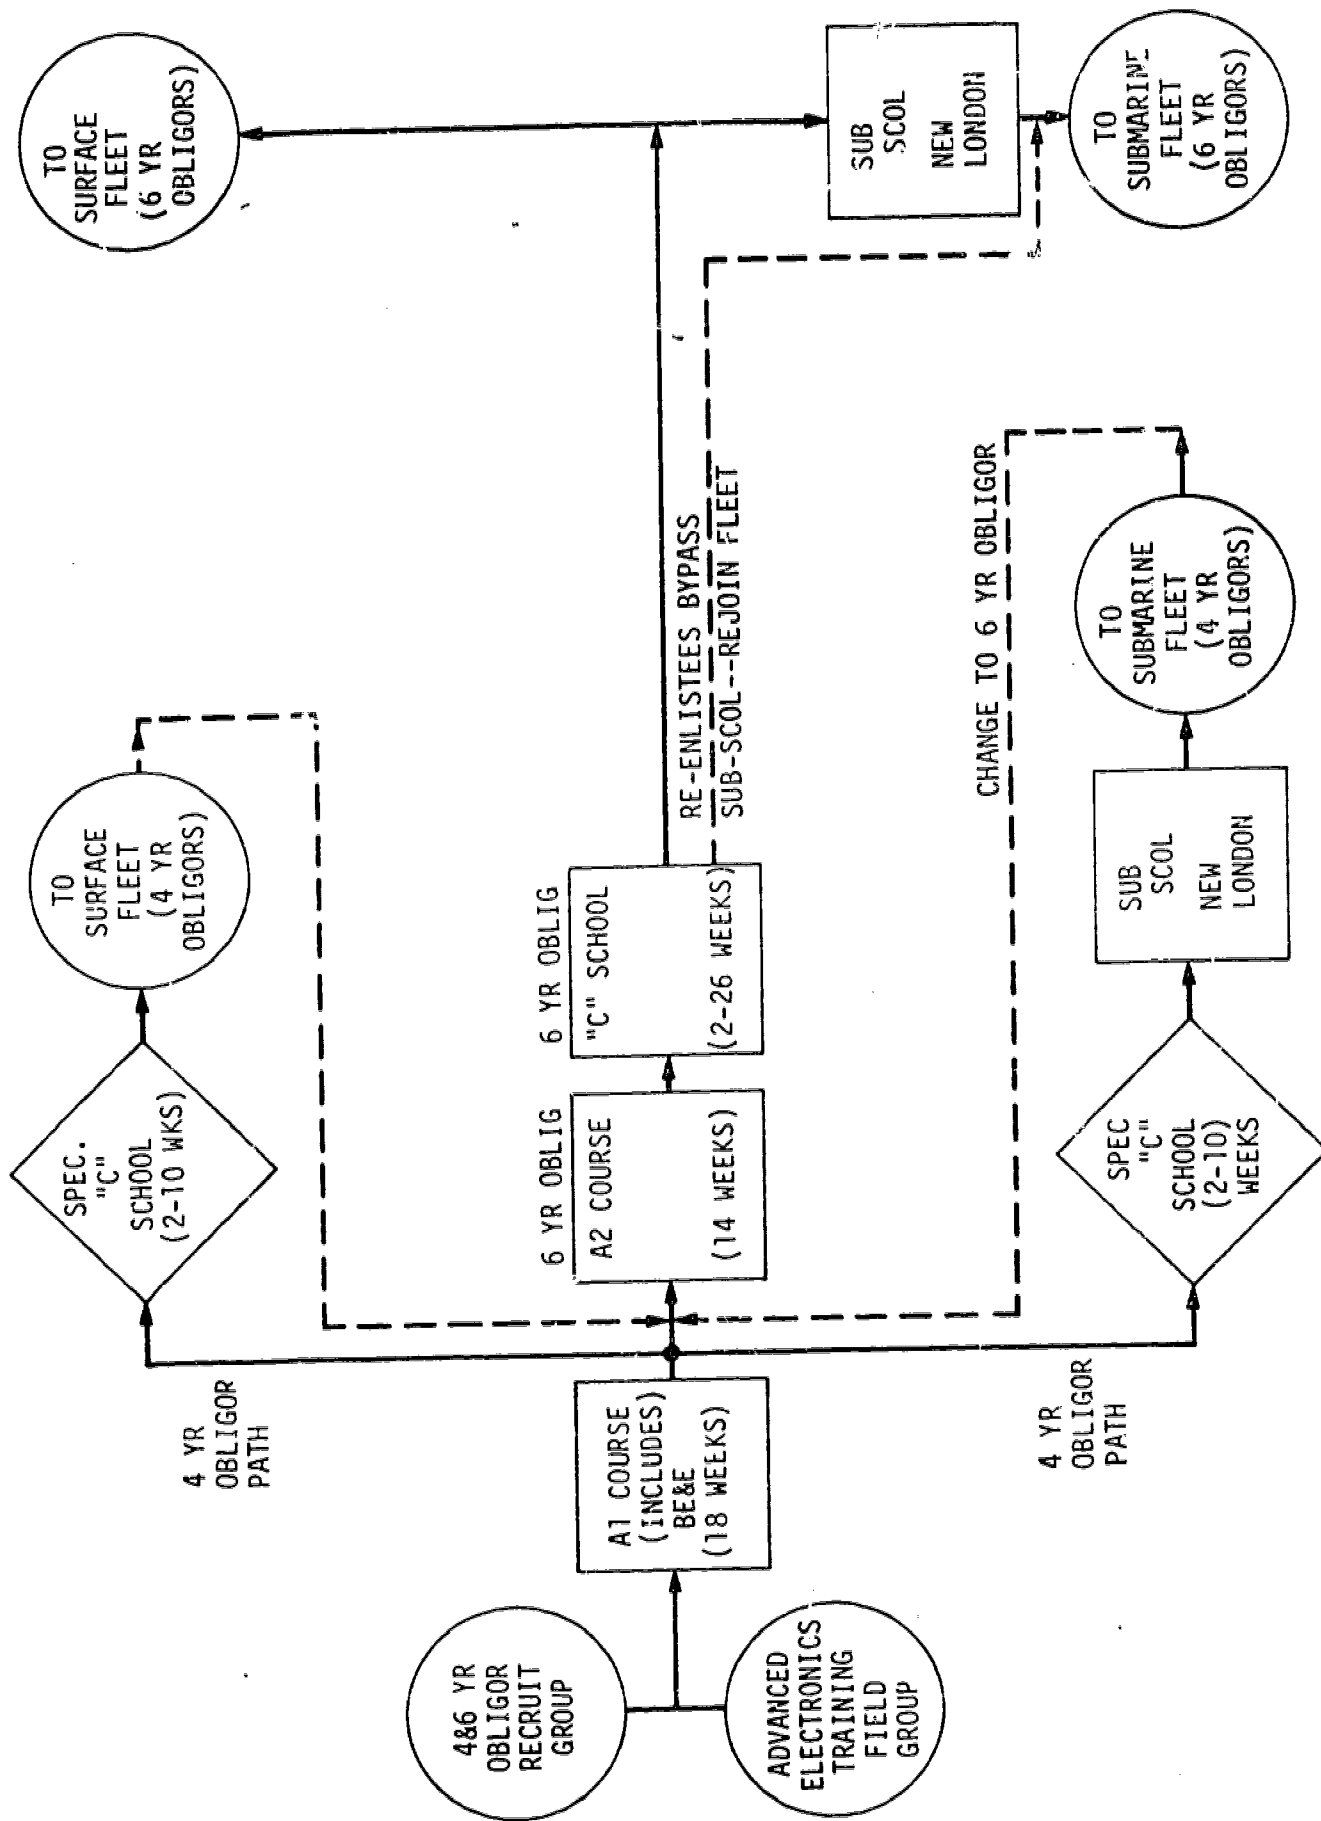 4&6 YR
OBLIGOR
RECRUIT
GROUP
ADVANCED
ELECTRONICS
TRAINING
FIELD
GROUP
A1 COURSE
(INCLUDES)
BE&E
(18 WEEKS)
4 YR
OBLIGOR
PATH
4 YR
OBLIGOR
PATH
SPEC.
"C"
SCHOOL
(2-10 WKS)
TO
SURFACE
FLEET
(4 YR
OBLIGORS)
6 YR OBLIG
A2 COURSE
(14 WEEKS)
6 YR OBLIG
"C" SCHOOL
(2-26 WEEKS)
RE-ENLISTEES BYPASS
SUB-SCOL--REJOIN FLEET
CHANGE TO 6 YR OBLIGOR
SPEC
"C"
SCHOOL
(2-10)
WEEKS
SUB
SCOL
NEW
LONDON
TO
SUBMARINE
FLEET
(4 YR
OBLIGORS)
TO
SURFACE
FLEET
(6 YR
OBLIGORS)
SUB
SCOL
NEW
LONDON
TO
SUBMARINE
FLEET
(6 YR
OBLIGORS)